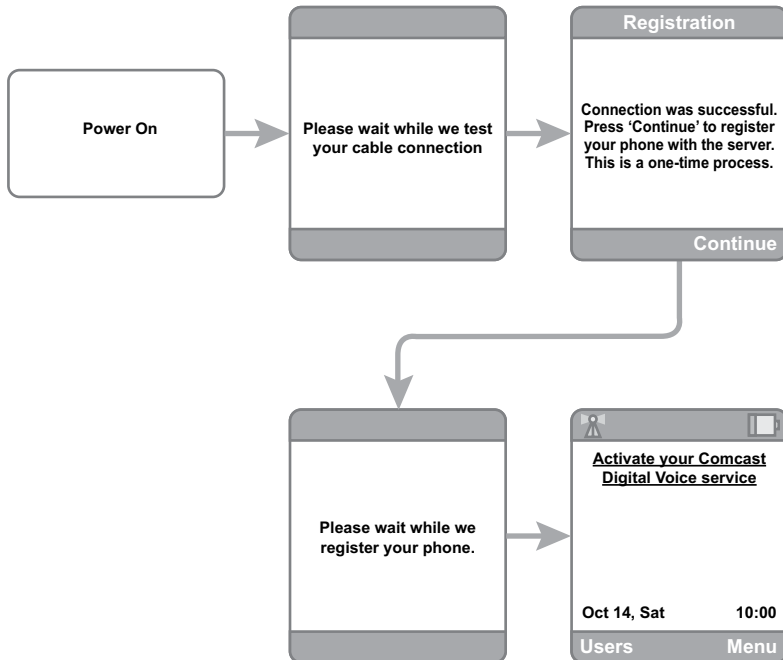 Power On
Please wait while we test
your cable connection
Registration
Connection was successful.
Press ‘Continue’ to register
your phone with the server.
This is a one-time process.
Continue
Please wait while we
register your phone.
Activate your Comcast
Digital Voice service
Oct 14, Sat 10:00
Users Menu